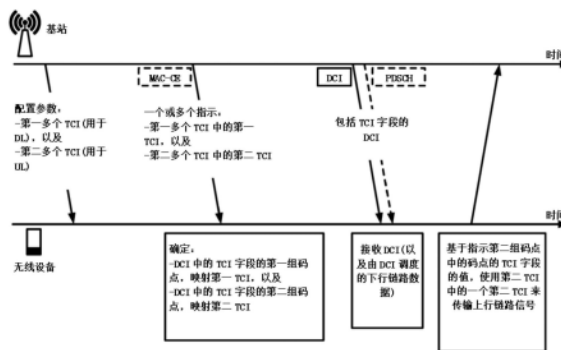 基站
时间
MAC-CE
DCI
PDSCH
配置参数:
-第一多个 TCI(用于
DL), 以及
-第二多个 TCI(用于
UL)
一个或多个指示:
-第一多个 TCI 中的第一
TCI, 以及
-第二多个 TCI 中的第二 TCI
包括 TCI 字段的
DCI
时间
无线设备
确定:
-DCI 中的 TCI 字段的第一组码
点, 映射第一 TCI, 以及
-DCI 中的 TCI 字段的第二组码
点, 映射第二 TCI
接收 DCI(以
及由 DCI 调度
的下行链路数
据)
基于指示第二组码点
中的码点的 TCI 字段
的值, 使用第二 TCI
中的一个第二 TCI 来
传输上行链路信号